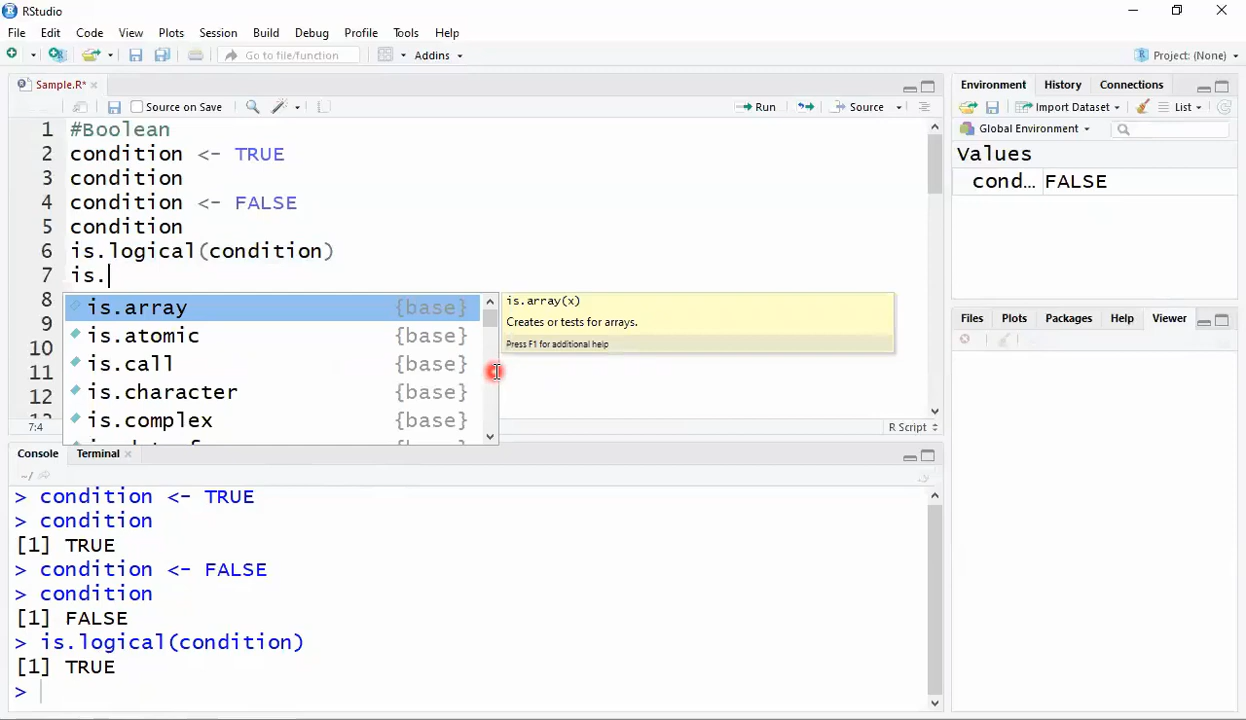 RStudio
File Edit Code View Plots Session Build Debug Profile Tools Help
Go to file/function Addins Project: (None)
Sample.R*
Source on Save Run Source
1 #Boolean
2 condition <- TRUE
3 condition
4 condition <- FALSE
5 condition
6 is.logical(condition)
7 is.
8
9
10
11
12
is.array {base}
is.atomic {base}
is.call {base}
is.character {base}
is.complex {base}
is.array(x)
Creates or tests for arrays.
Press F1 for additional help
7:4 R Script
Console Terminal
~/
> condition <- TRUE
> condition
[1] TRUE
> condition <- FALSE
> condition
[1] FALSE
> is.logical(condition)
[1] TRUE
>
Environment History Connections
Import Dataset List
Global Environment
Values
cond... FALSE
Files Plots Packages Help Viewer